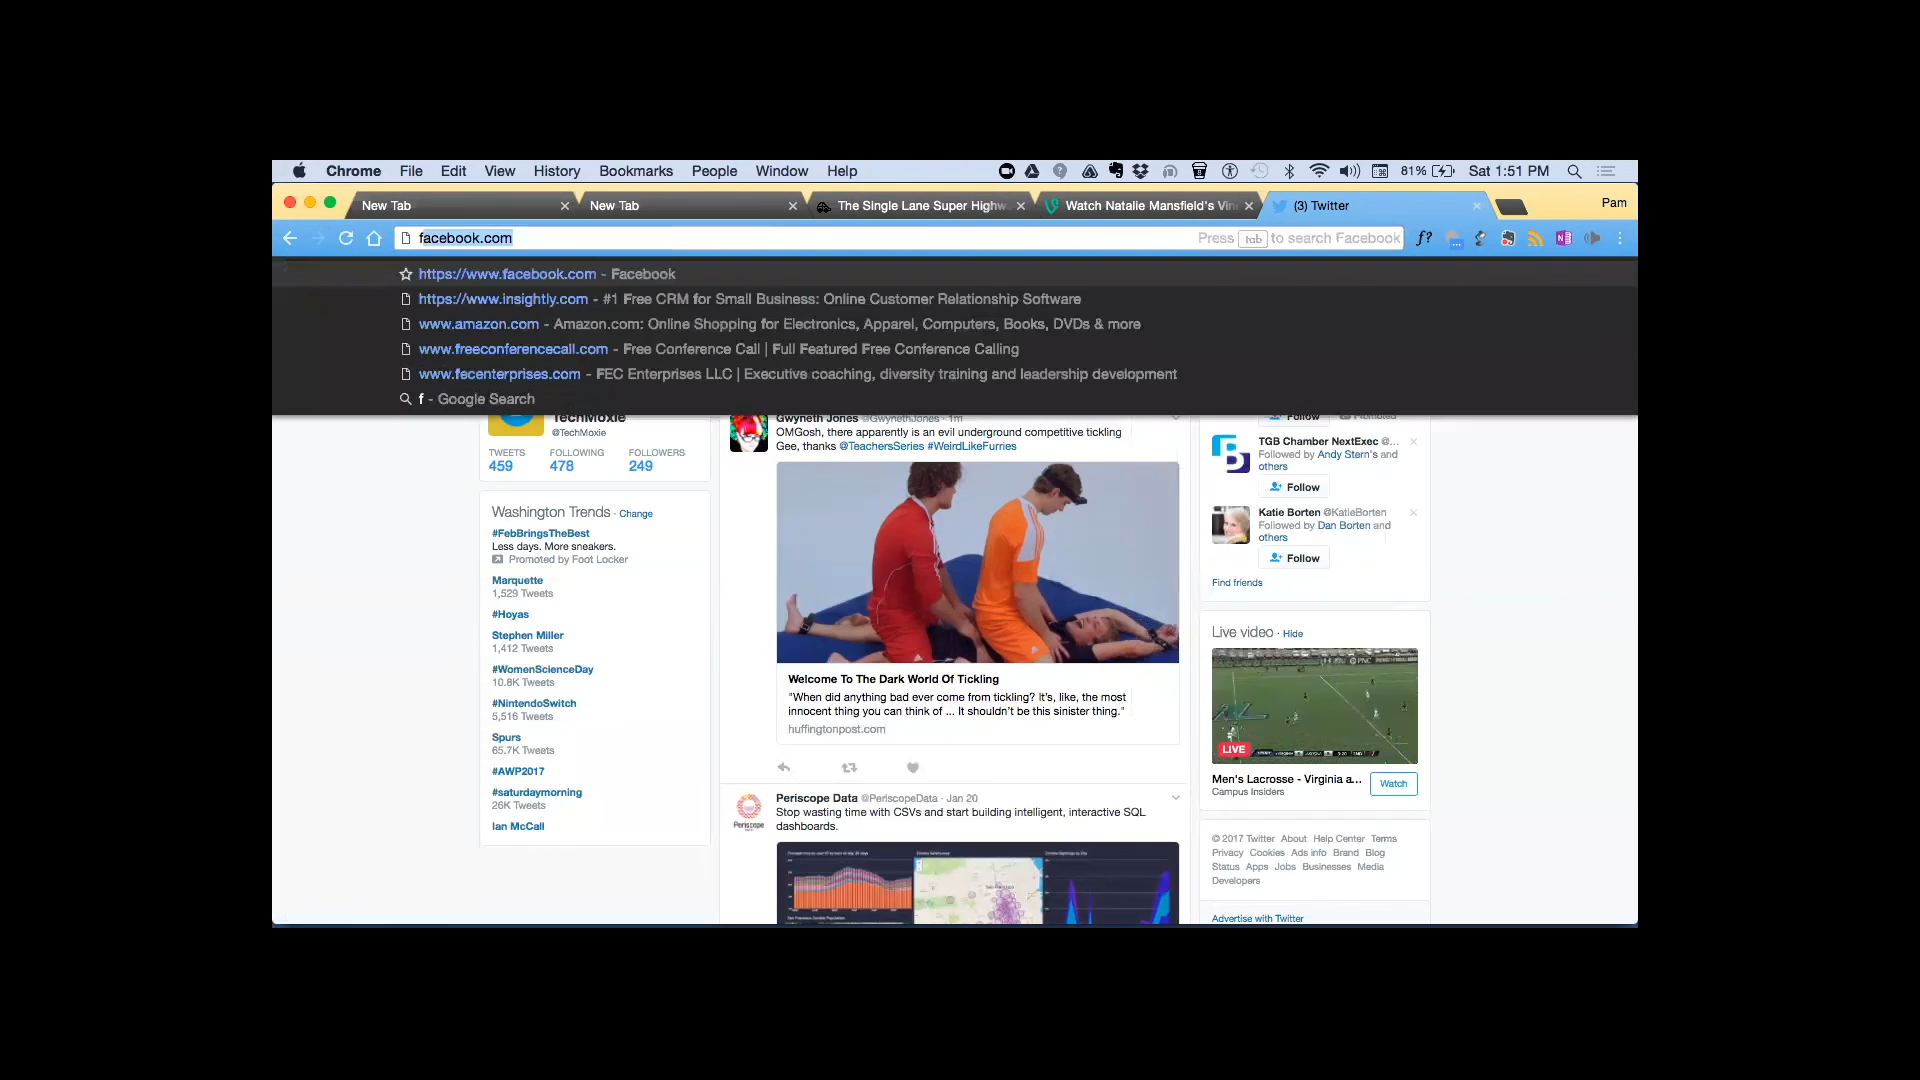 Chrome File Edit View History Bookmarks People Window Help 81% Sat 1:51 PM
New Tab New Tab The Single Lane Super Highw Watch Natalie Mansfield's Vin (3) Twitter Pam
facebook.com Press tab to search Facebook f?
https://www.facebook.com - Facebook
https://www.insightly.com - #1 Free CRM for Small Business: Online Customer Relationship Software
www.amazon.com - Amazon.com: Online Shopping for Electronics, Apparel, Computers, Books, DVDs & more
www.freeconferencecall.com - Free Conference Call | Full Featured Free Conference Calling
www.fecenterprises.com - FEC Enterprises LLC | Executive coaching, diversity training and leadership development
f - Google Search
TechMoxie
@TechMoxie
TWEETS FOLLOWING FOLLOWERS
459 478 249
Washington Trends · Change
#FebBringsTheBest
Less days. More sneakers.
Promoted by Foot Locker
Marquette
1,529 Tweets
#Hoyas
Stephen Miller
1,412 Tweets
#WomenScienceDay
10.8K Tweets
#NintendoSwitch
5,516 Tweets
Spurs
65.7K Tweets
#AWP2017
#saturdaymorning
26K Tweets
Ian McCall
Gwyneth Jones @GwynethJones · 1m
OMGosh, there apparently is an evil underground competitive tickling
Gee, thanks @TeachersSeries #WeirdLikeFurries
Welcome To The Dark World Of Tickling
"When did anything bad ever come from tickling? It's, like, the most
innocent thing you can think of ... It shouldn't be this sinister thing."
huffingtonpost.com
Periscope Data @PeriscopeData · Jan 20
Stop wasting time with CSVs and start building intelligent, interactive SQL
dashboards.
Periscope
Follow Promoted
TGB Chamber NextExec @...
Followed by Andy Stern's and
others
Follow
Katie Borten @KatieBorten
Followed by Dan Borten and
others
Follow
Find friends
Live video · Hide
PNC
LIVE
Men's Lacrosse - Virginia a...
Campus Insiders
Watch
© 2017 Twitter About Help Center Terms
Privacy Cookies Ads info Brand Blog
Status Apps Jobs Businesses Media
Developers
Advertise with Twitter